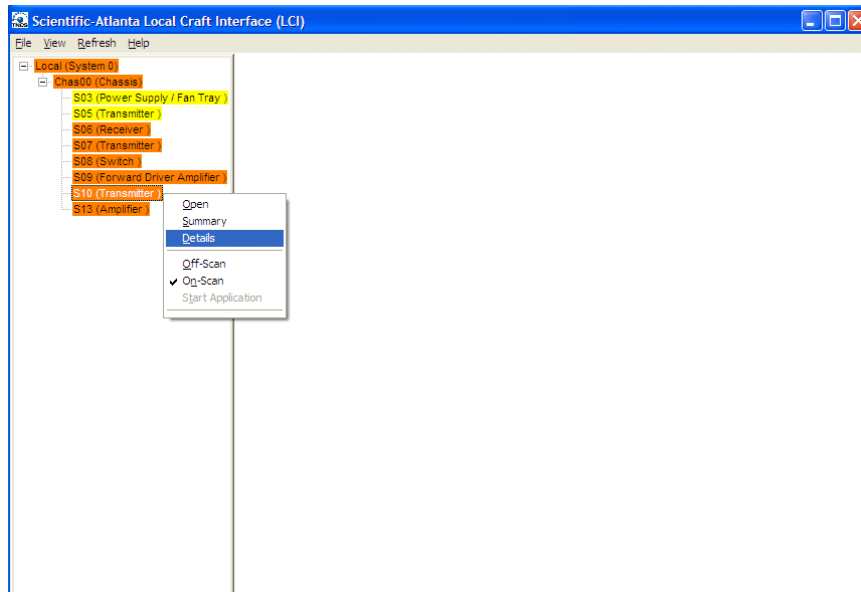 Scientific-Atlanta Local Craft Interface (LCI)
File View Refresh Help
Local (System 0)
Chas00 (Chassis)
S03 (Power Supply / Fan Tray )
S05 (Transmitter )
S06 (Receiver )
S07 (Transmitter )
S08 (Switch )
S09 (Forward Driver Amplifier )
S10 (Transmitter )
S13 (Amplifier )
Open
Summary
Details
Off-Scan
On-Scan
Start Application